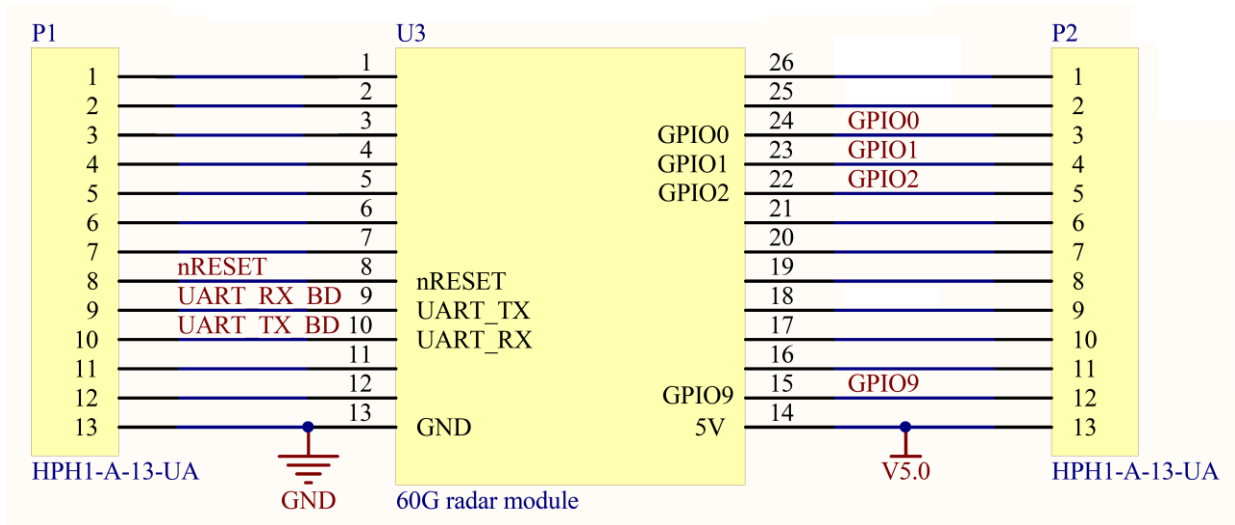 P1 U3 P2
1 1 26 1
2 2 25 2
3 3 GPIO0 24 GPIO0 3
4 4 GPIO1 23 GPIO1 4
5 5 GPIO2 22 GPIO2 5
6 6 21 6
7 7 20 7
8 nRESET 8 nRESET 19 8
9 UART_RX_BD 9 UART_TX 18 9
10 UART_TX_BD 10 UART_RX 17 10
11 11 16 11
12 12 GPIO9 15 GPIO9 12
13 13 GND 5V 14 13
HPH1-A-13-UA GND 60G radar module V5.0 HPH1-A-13-UA